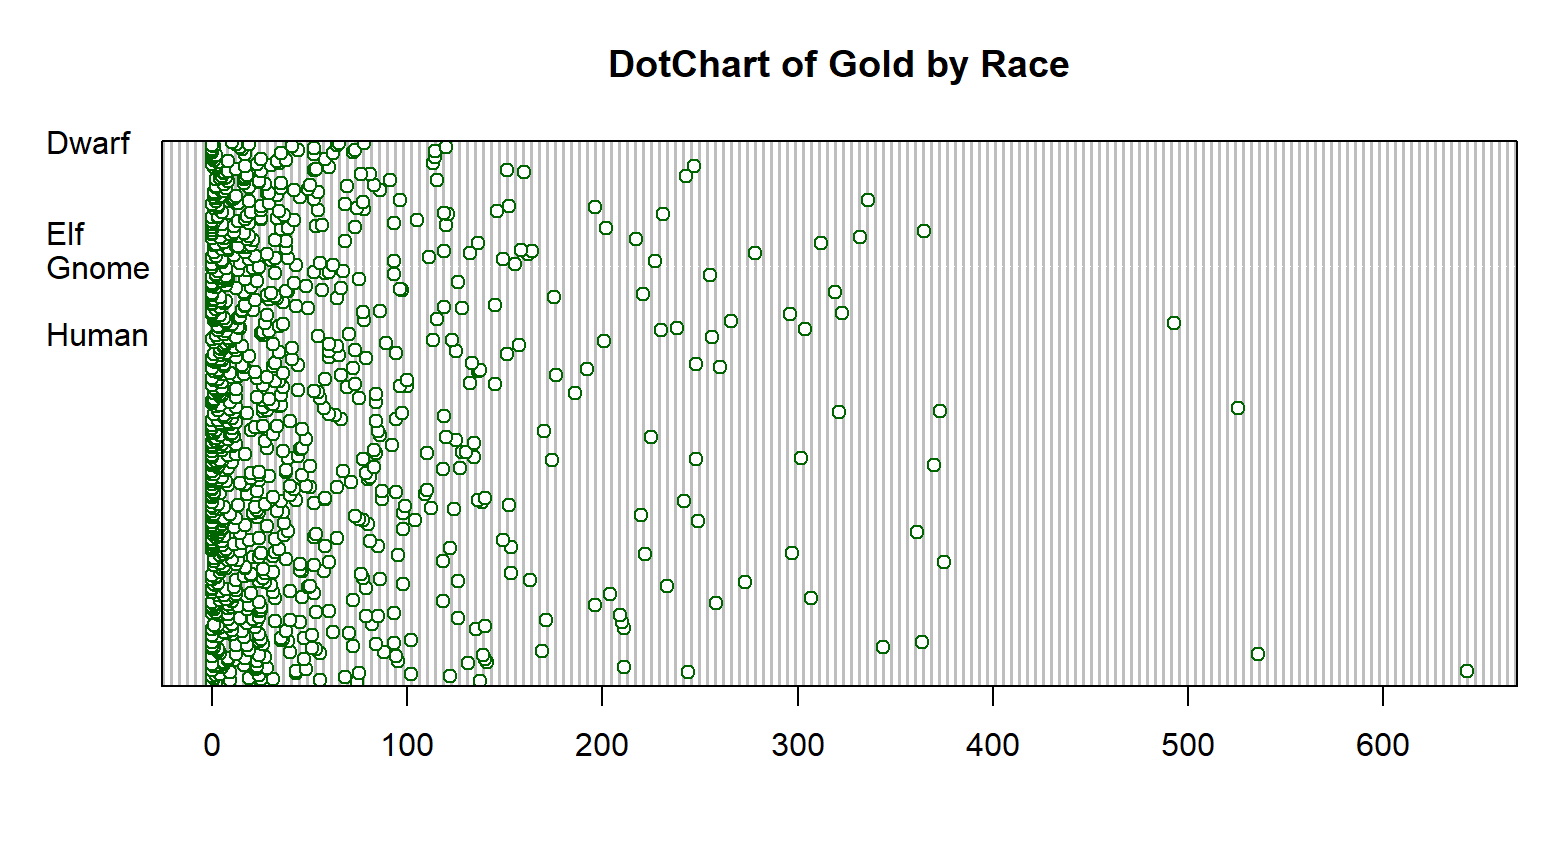 DotChart of Gold by Race
Dwarf
Elf
Gnome
Human
0 100 200 300 400 500 600